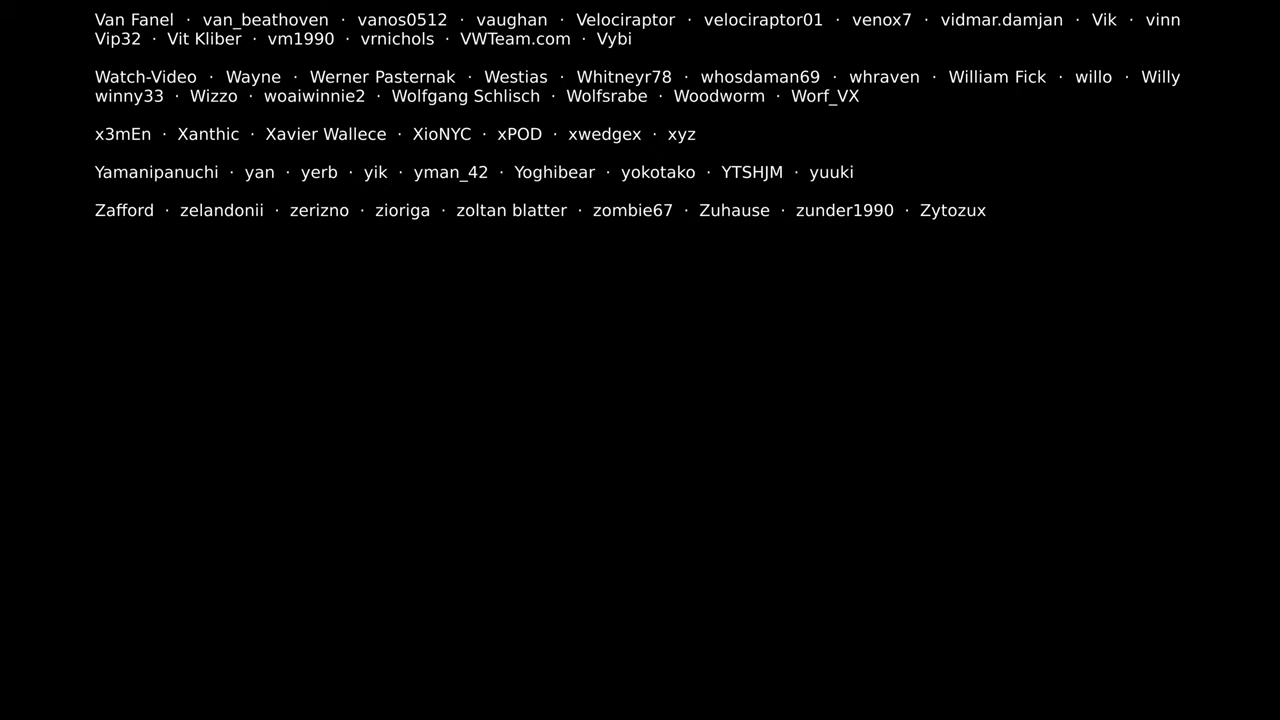 Van Fanel · van_beathoven · vanos0512 · vaughan · Velociraptor · velociraptor01 · venox7 · vidmar.damjan · Vik · vinn
Vip32 · Vit Kliber · vm1990 · vrnichols · VWTeam.com · Vybi
Watch-Video · Wayne · Werner Pasternak · Westias · Whitneyr78 · whosdaman69 · whraven · William Fick · willo · Willy
winny33 · Wizzo · woaiwinnie2 · Wolfgang Schlisch · Wolfsrabe · Woodworm · Worf_VX
x3mEn · Xanthic · Xavier Wallece · XioNYC · xPOD · xwedgex · xyz
Yamanipanuchi · yan · yerb · yik · yman_42 · Yoghibear · yokotako · YTSHJM · yuuki
Zafford · zelandonii · zerizno · zioriga · zoltan blatter · zombie67 · Zuhause · zunder1990 · Zytozux